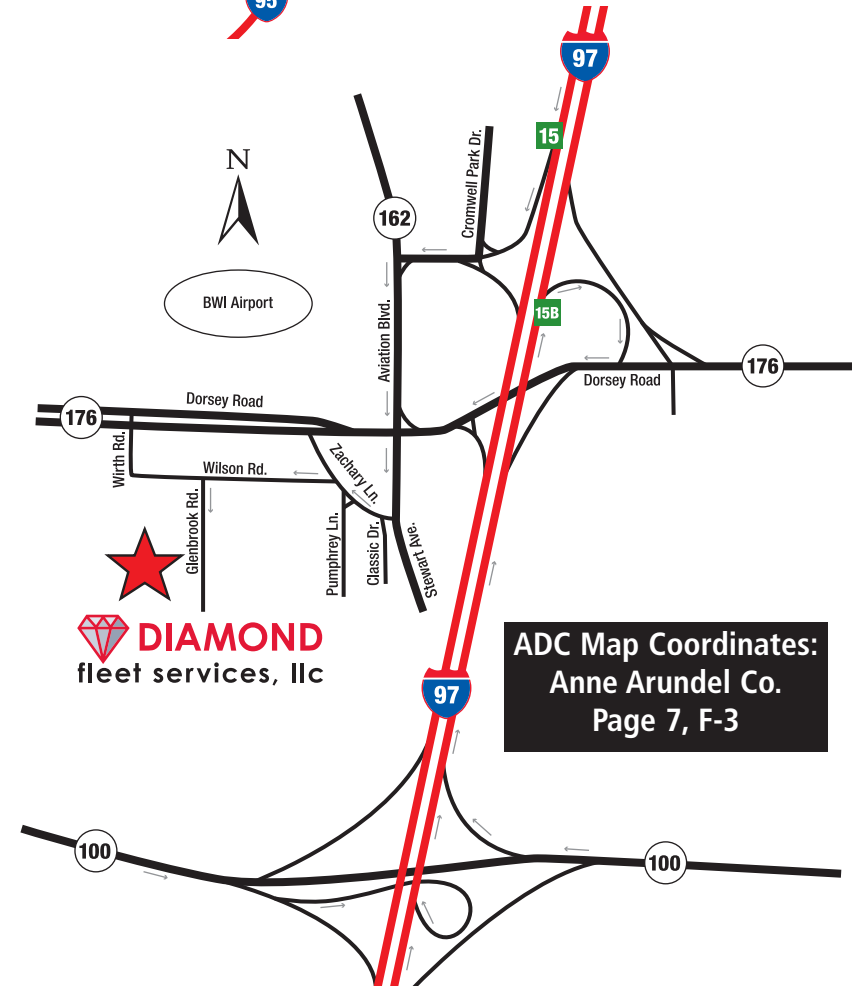 95
97
15
Cromwell Park Dr.
N
162
BWI Airport
Aviation Blvd.
15B
176
Dorsey Road
Dorsey Road
176
Wirth Rd.
Wilson Rd.
Zachary Ln.
Glenbrook Rd.
Pumphrey Ln.
Classic Dr.
Stewart Ave.
DIAMOND
fleet services, llc
ADC Map Coordinates:
Anne Arundel Co.
Page 7, F-3
97
100
100